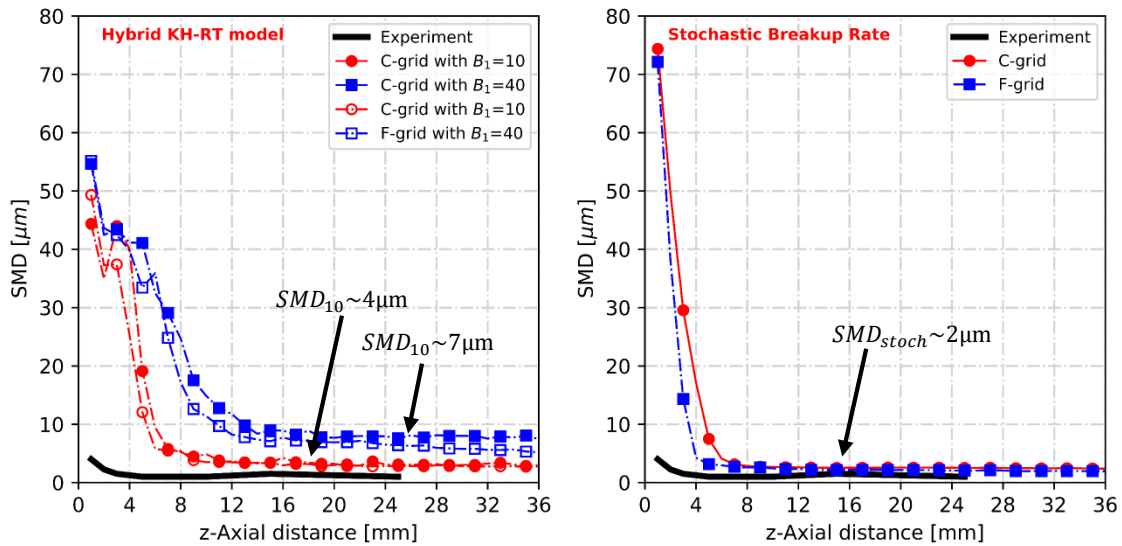 Hybrid KH-RT model
Experiment
C-grid with B₁=10
C-grid with B₁=40
C-grid with B₁=10
F-grid with B₁=40
SMD₁₀~4μm
SMD₁₀~7μm
80
70
60
50
40
30
20
10
0
SMD [μm]
0 4 8 12 16 20 24 28 32 36
z-Axial distance [mm]
Stochastic Breakup Rate
Experiment
C-grid
F-grid
SMDstoch~2μm
80
70
60
50
40
30
20
10
0
SMD [μm]
0 4 8 12 16 20 24 28 32 36
z-Axial distance [mm]